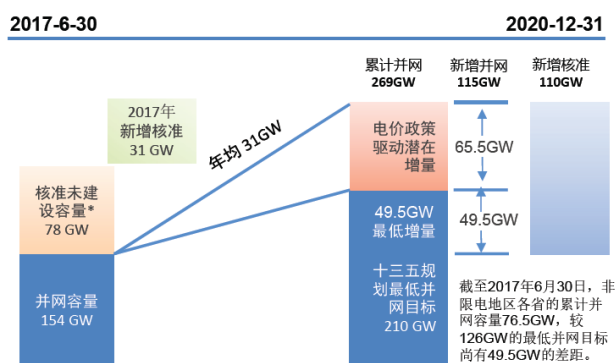 2017-6-30
2020-12-31
累计并网
269GW
新增并网
115GW
新增核准
110GW
2017年
新增核准
31 GW
年均 31GW
核准未建
设容量*
78 GW
并网容量
154 GW
电价政策
驱动潜在
增量
65.5GW
49.5GW
最低增量
49.5GW
十三五规
划最低并
网目标
210 GW
截至2017年6月30日，非
限电地区各省的累计并
网容量76.5GW，较
126GW的最低并网目标
尚有49.5GW的差距。